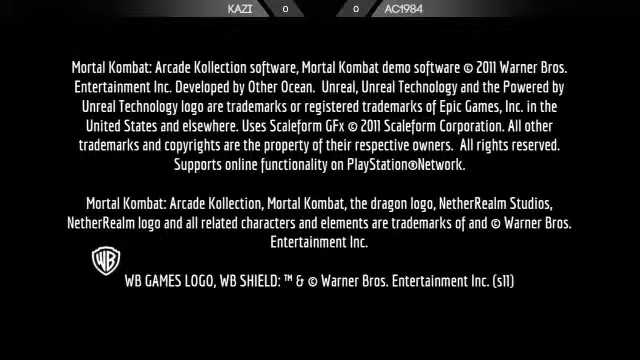 KAZI 0 0 AC1984
Mortal Kombat: Arcade Kollection software, Mortal Kombat demo software © 2011 Warner Bros.
Entertainment Inc. Developed by Other Ocean. Unreal, Unreal Technology and the Powered by
Unreal Technology logo are trademarks or registered trademarks of Epic Games, Inc. in the
United States and elsewhere. Uses Scaleform GFx © 2011 Scaleform Corporation. All other
trademarks and copyrights are the property of their respective owners. All rights reserved.
Supports online functionality on PlayStation®Network.
Mortal Kombat: Arcade Kollection, Mortal Kombat, the dragon logo, NetherRealm Studios,
NetherRealm logo and all related characters and elements are trademarks of and © Warner Bros.
Entertainment Inc.
WB
WB GAMES LOGO, WB SHIELD: ™ & © Warner Bros. Entertainment Inc. (s11)